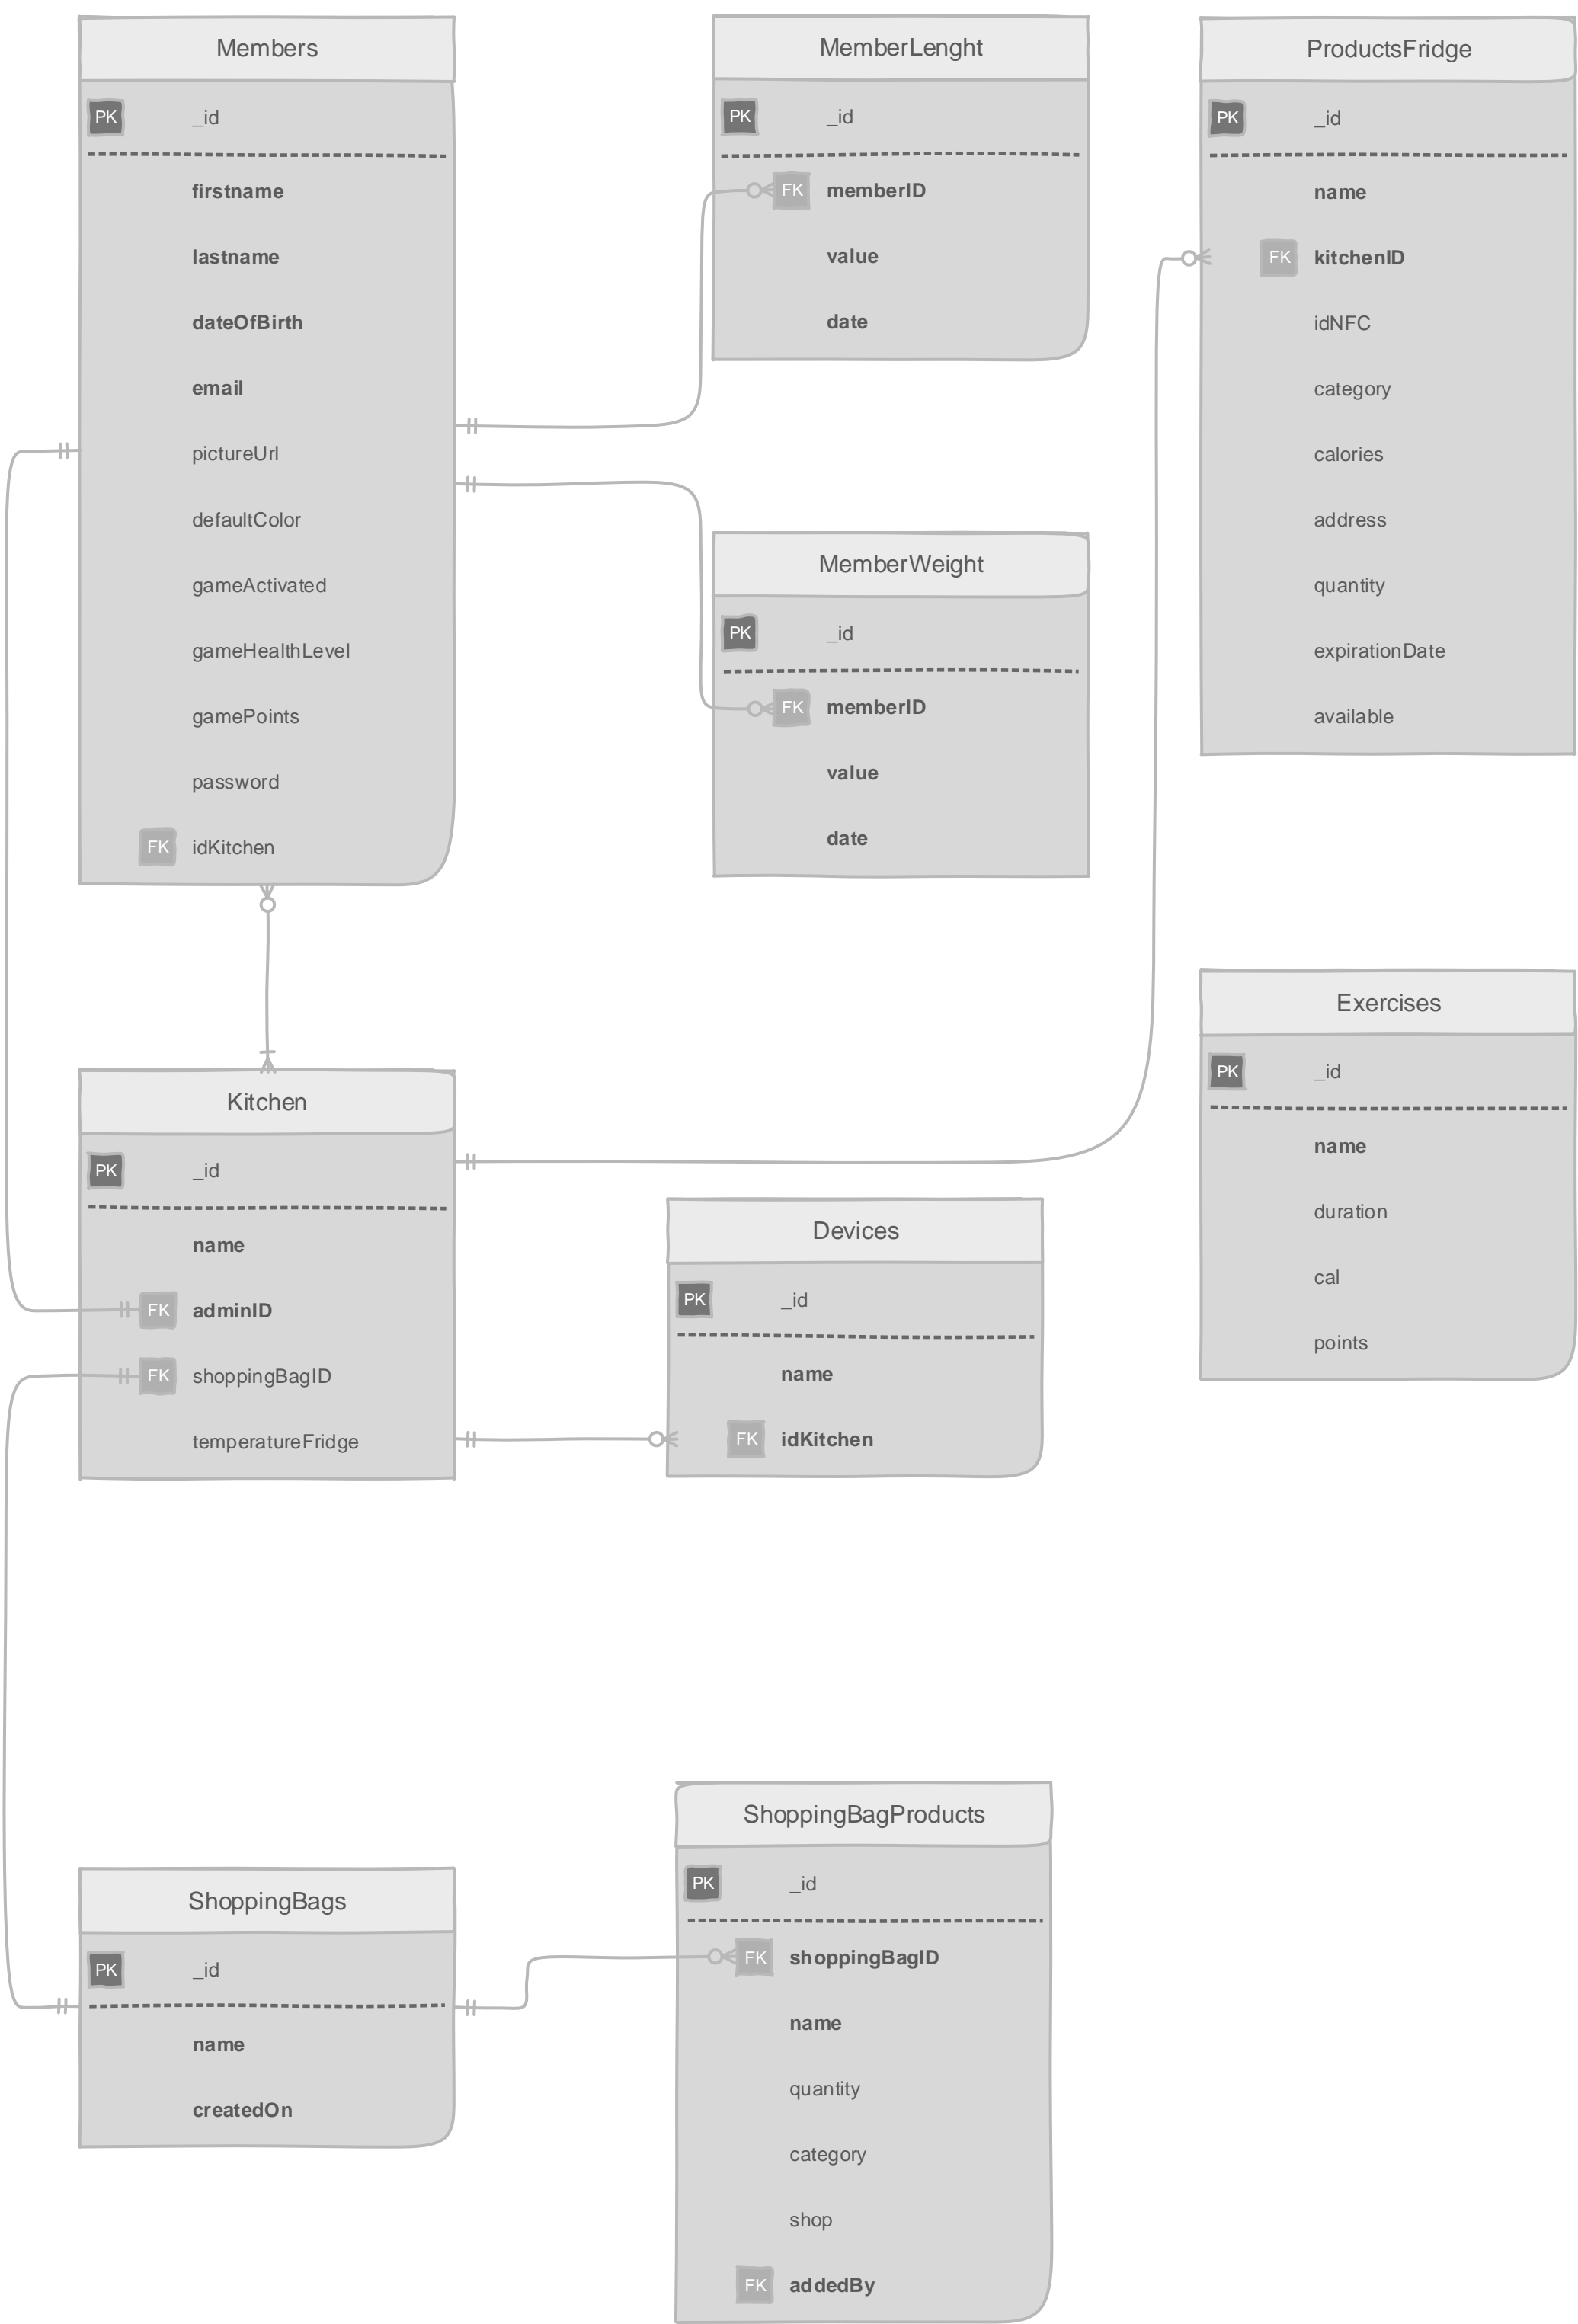 Members
PK _id
firstname
lastname
dateOfBirth
email
pictureUrl
defaultColor
gameActivated
gameHealthLevel
gamePoints
password
FK idKitchen
MemberLenght
PK _id
FK memberID
value
date
ProductsFridge
PK _id
name
FK kitchenID
idNFC
category
calories
address
quantity
expirationDate
available
MemberWeight
PK _id
FK memberID
value
date
Exercises
PK _id
name
duration
cal
points
Kitchen
PK _id
name
FK adminID
FK shoppingBagID
temperatureFridge
Devices
PK _id
name
FK idKitchen
ShoppingBags
PK _id
name
createdOn
ShoppingBagProducts
PK _id
FK shoppingBagID
name
quantity
category
shop
FK addedBy